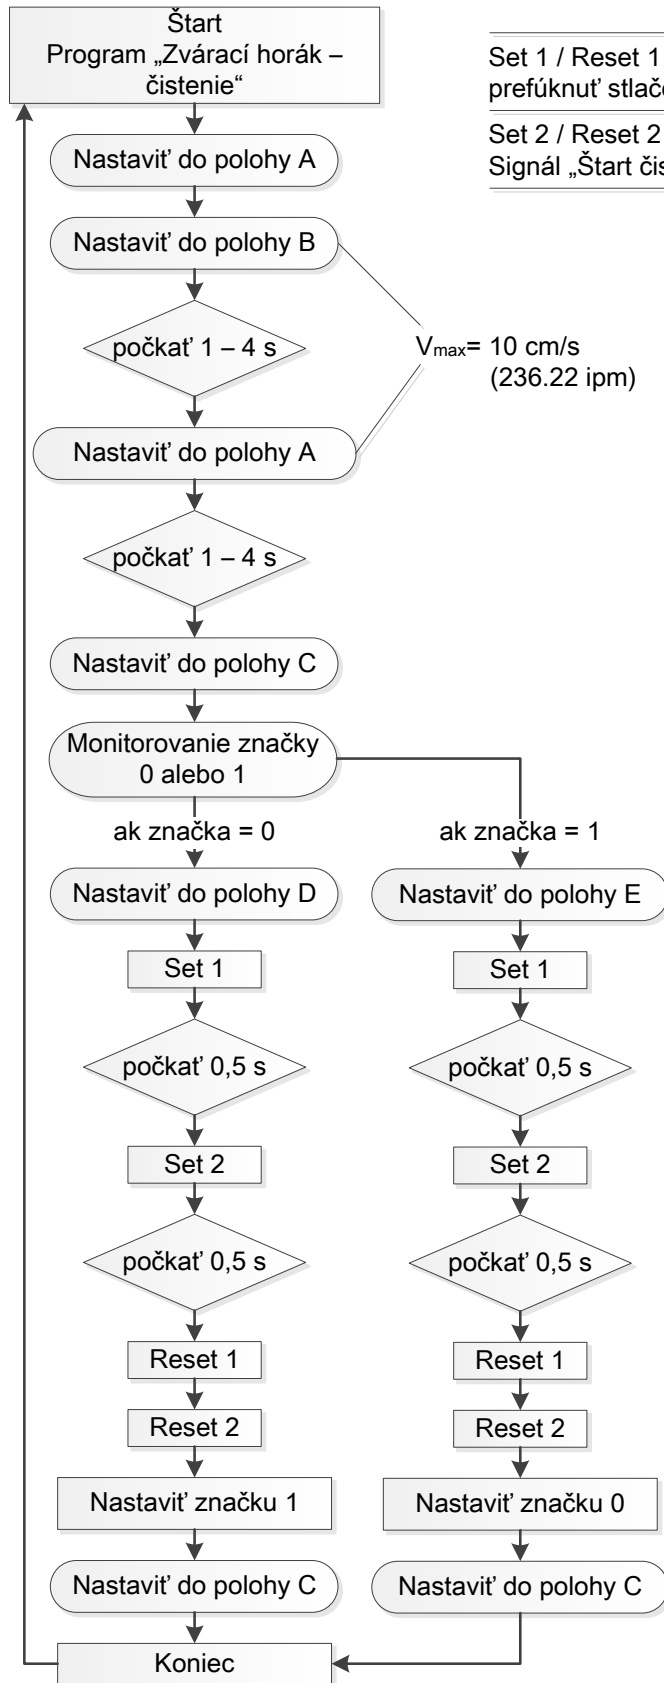 Štart
Program „Zvárací horák –
čistenie“
Set 1 / Reset 1
Set 2 / Reset 2
Signál „Štart
Nastaviť do polohy A
Nastaviť do polohy B
počkať 1 – 4 s
Vmax= 10 cm/s
(236.22 ipm)
Nastaviť do polohy A
počkať 1 – 4 s
Nastaviť do polohy C
Monitorovanie značky
0 alebo 1
ak značka = 0
ak značka = 1
Nastaviť do polohy D
Nastaviť do polohy E
Set 1
Set 1
počkať 0,5 s
počkať 0,5 s
Set 2
Set 2
počkať 0,5 s
počkať 0,5 s
Reset 1
Reset 1
Reset 2
Reset 2
Nastaviť značku 1
Nastaviť značku 0
Nastaviť do polohy C
Nastaviť do polohy C
Koniec